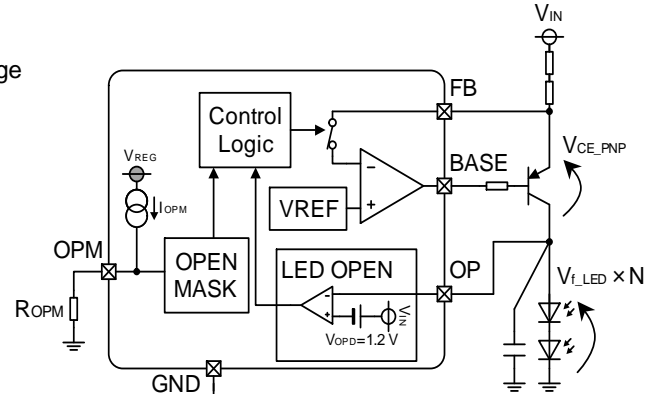 VIN
ge
FB
Control
Logic
VCE_PNP
VREG
BASE
IOPM
VREF
OPM
OPEN
MASK
LED OPEN
OP
Vf_LED × N
ROPM
VIN
VOPD=1.2 V
GND
− 
+
-
+